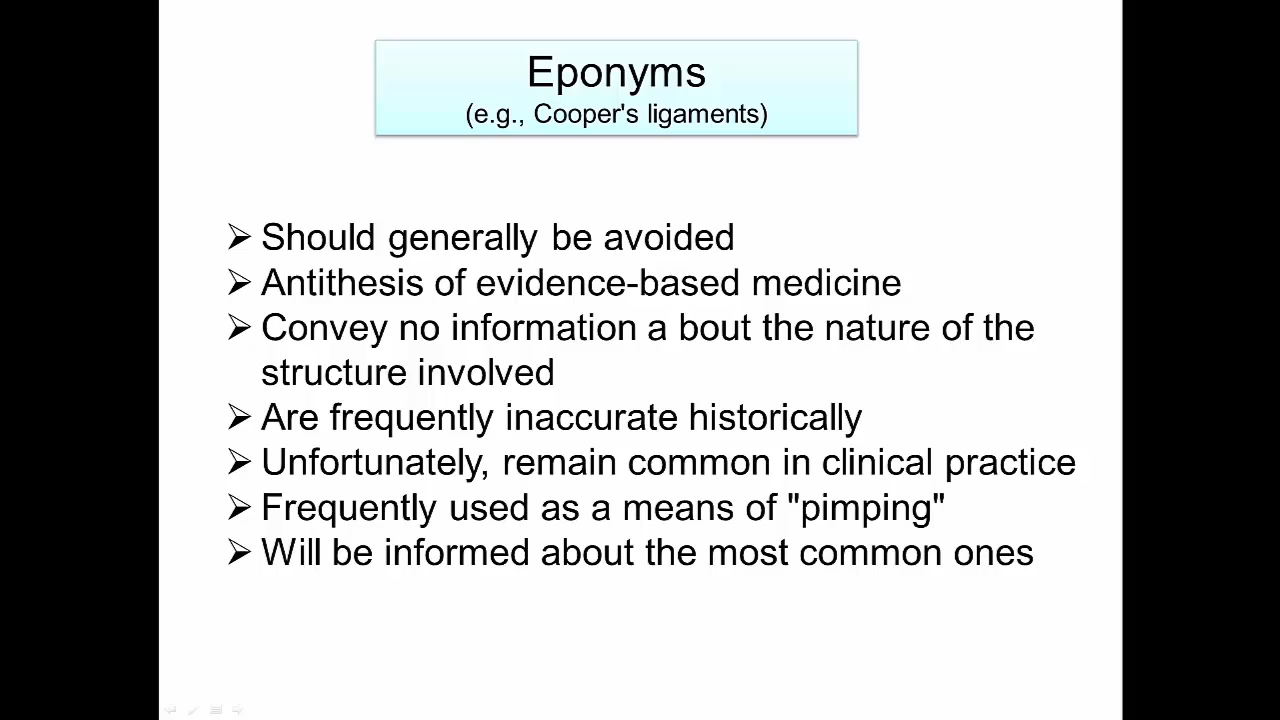 Eponyms
(e.g., Cooper's ligaments)
➢ Should generally be avoided
➢ Antithesis of evidence-based medicine
➢ Convey no information a bout the nature of the
structure involved
➢ Are frequently inaccurate historically
➢ Unfortunately, remain common in clinical practice
➢ Frequently used as a means of "pimping"
➢ Will be informed about the most common ones